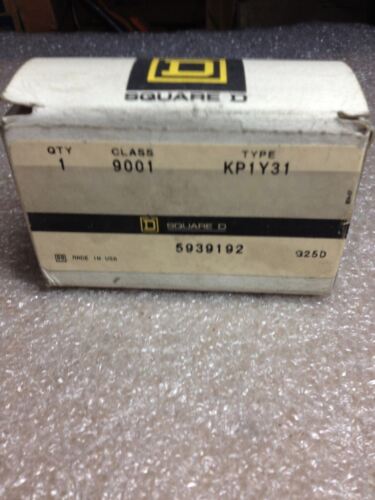 D
SQUARE D
QTY CLASS TYPE
1 9001 KP1Y31
D SQUARE D
5939192
MADE IN USA G25D